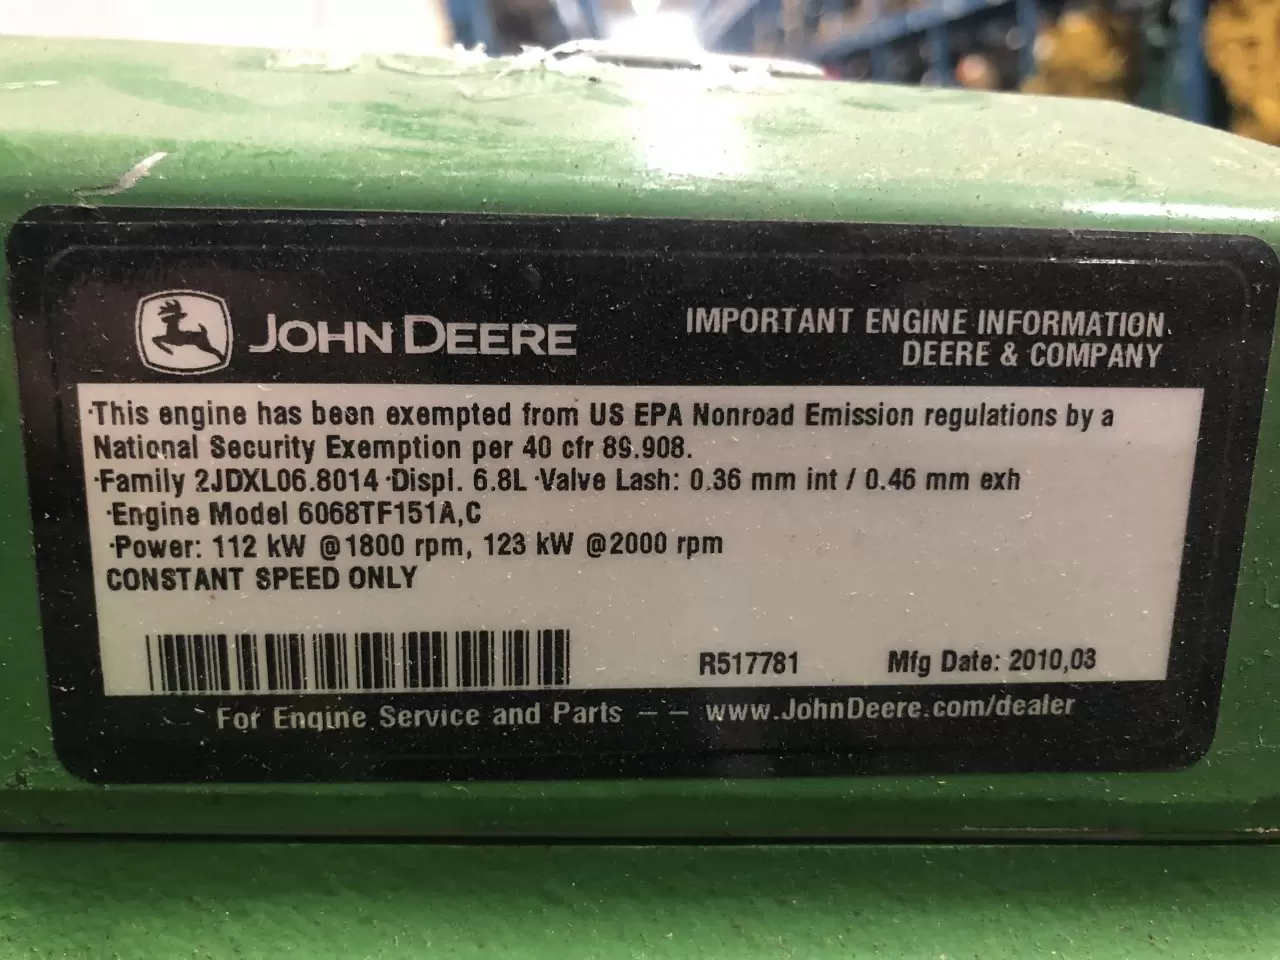 JOHN DEERE
IMPORTANT ENGINE INFORMATION
DEERE & COMPANY
·This engine has been exempted from US EPA Nonroad Emission regulations by a
National Security Exemption per 40 cfr 89.908.
·Family 2JDXL06.8014 ·Displ. 6.8L ·Valve Lash: 0.36 mm int / 0.46 mm exh
·Engine Model 6068TF151A,C
·Power: 112 kW @1800 rpm, 123 kW @2000 rpm
CONSTANT SPEED ONLY
R517781
Mfg Date: 2010,03
For Engine Service and Parts – – www.JohnDeere.com/dealer